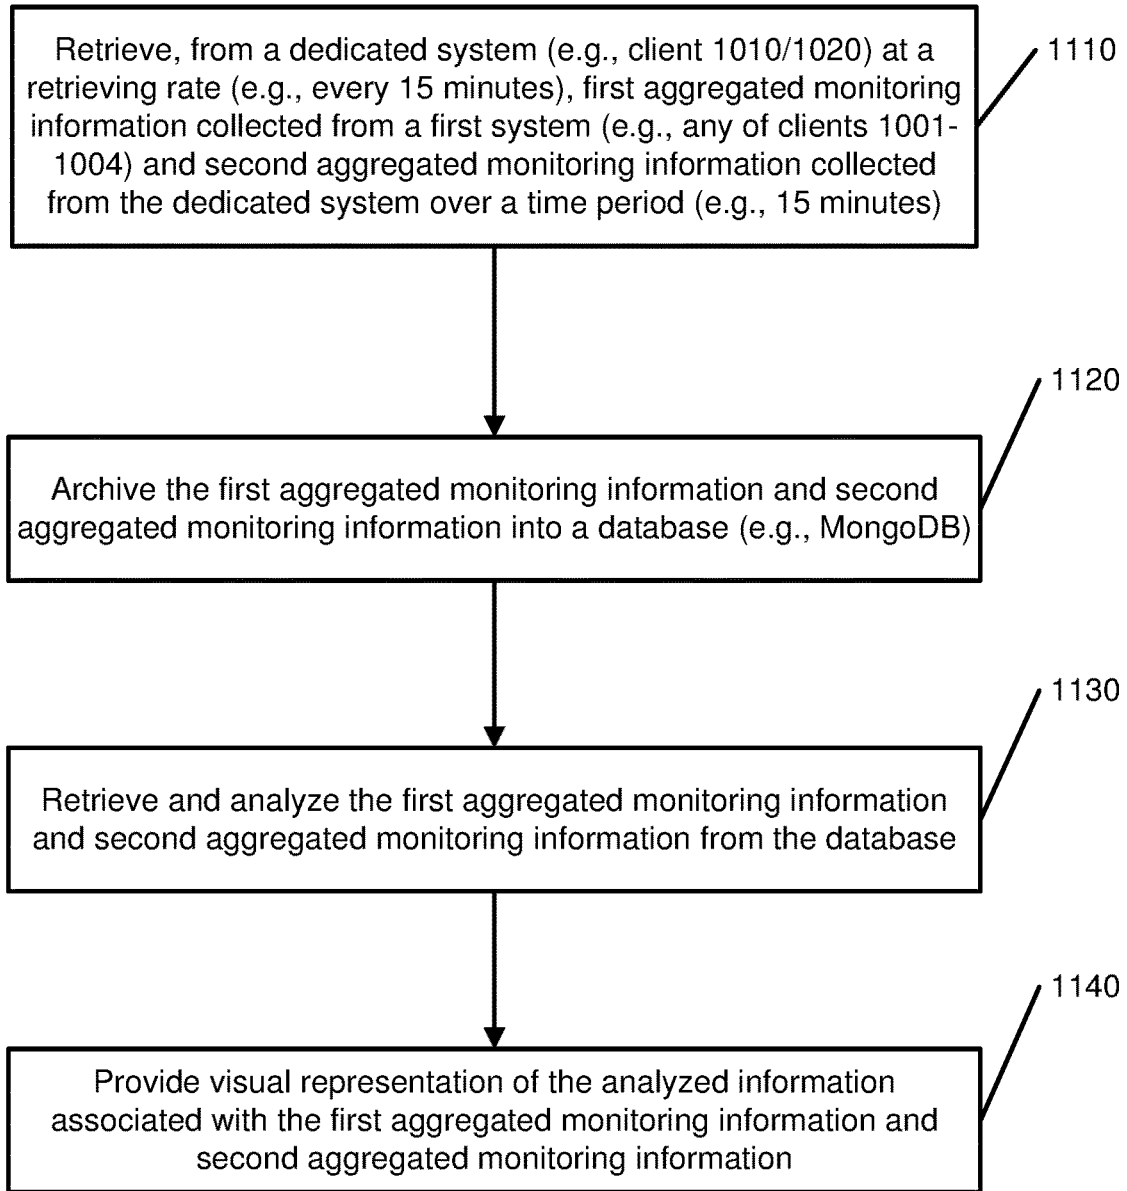 Retrieve, from a dedicated system (e.g., client 1010/1020) at a
retrieving rate (e.g., every 15 minutes), first aggregated monitoring
information collected from a first system (e.g., any of clients 1001-
1004) and second aggregated monitoring information collected
from the dedicated system over a time period (e.g., 15 minutes)
1110
1120
Archive the first aggregated monitoring information and second
aggregated monitoring information into a database (e.g., MongoDB)
1130
Retrieve and analyze the first aggregated monitoring information
and second aggregated monitoring information from the database
1140
Provide visual representation of the analyzed information
associated with the first aggregated monitoring information and
second aggregated monitoring information